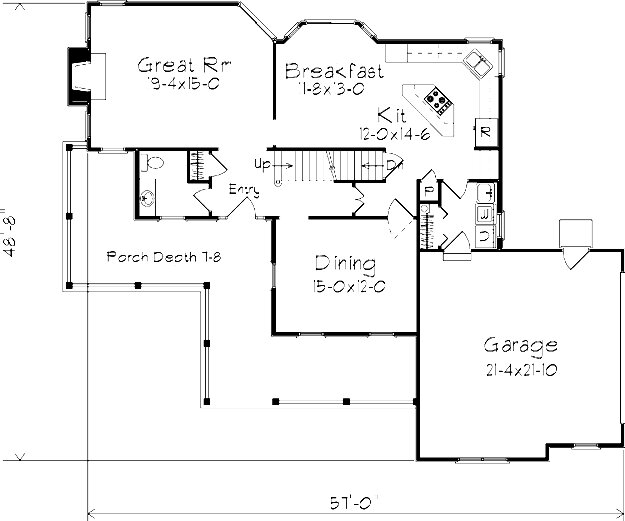 Great Rm
19-4x15-0
Breakfast
11-8x13-0
Kit
12-0x14-6
R
Up
Dn
P
Entry
48'-8"
Porch Depth 7-8
Dining
15-0x12-0
Garage
21-4x21-10
57'-0"